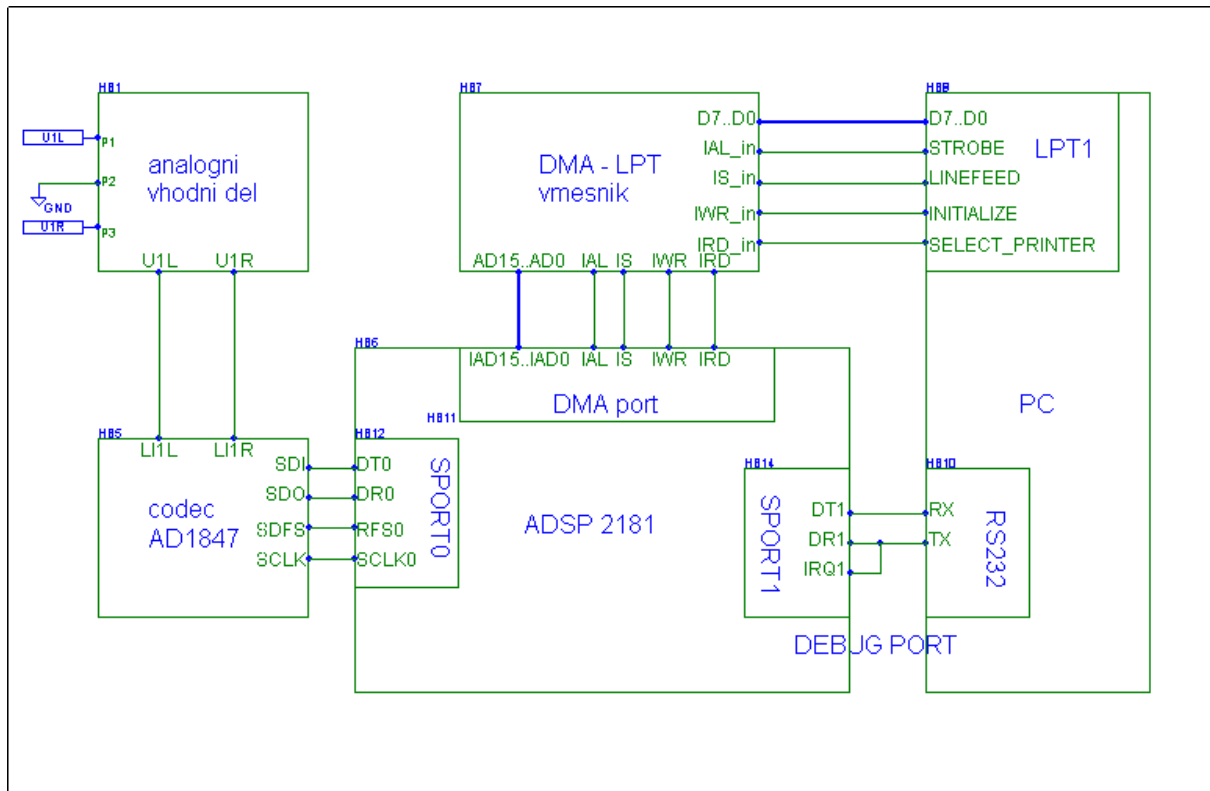 HB1
U1L
P1
analogni
vhodni del
P2
GND
U1R
P3
U1L U1R
HB7
D7..D0
IAL_in
DMA - LPT
vmesnik
IS_in
IWR_in
IRD_in
AD15..AD0 IAL IS IWR IRD
HB9
D7..D0
STROBE
LPT1
LINEFEED
INITIALIZE
SELECT_PRINTER
PC
HB6
IAD15..IAD0 IAL IS IWR IRD
DMA port
HB11
HB5
LI1L LI1R
SDI
SDO
codec
AD1847
SDFS
SCLK
HB12
DT0
DR0
RFS0
SCLK0
SPORT0
ADSP 2181
HB14
SPORT1
DT1
DR1
IRQ1
HB10
RX
TX
RS232
DEBUG PORT